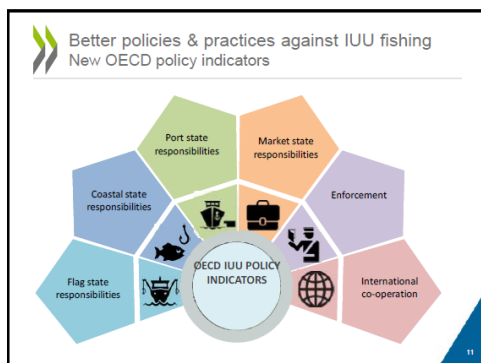 Better policies & practices against IUU fishing
New OECD policy indicators
Port state
responsibilities
Market state
responsibilities
Coastal state
responsibilities
Enforcement
Flag state
responsibilities
OECD IUU POLICY
INDICATORS
International
co-operation
11